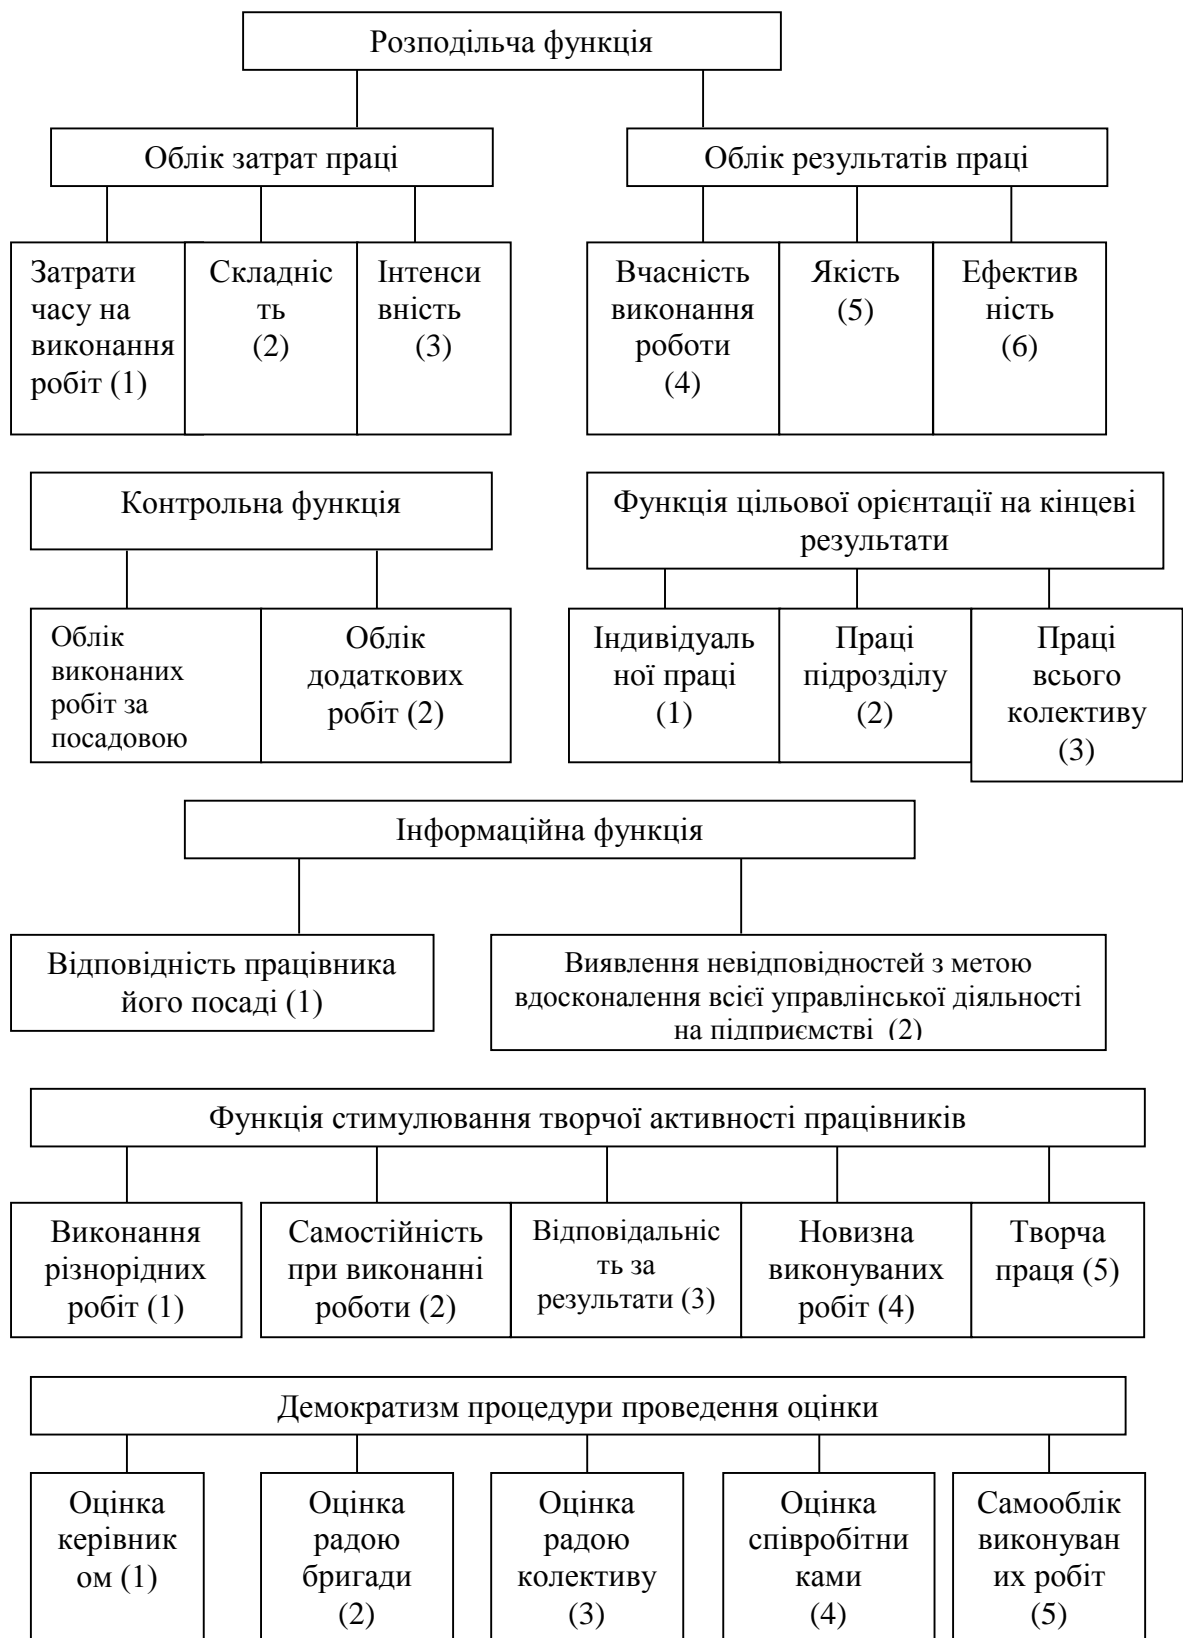 Розподільча функція
Облік затрат праці
Облік результатів праці
Затрати
часу на
виконання
робіт (1)
Складніс
ть
(2)
Інтенси
вність
(3)
Вчасність
виконання
роботи
(4)
Якість
(5)
Ефектив
ність
(6)
Контрольна функція
Функція цільової орієнтації на кінцеві
результати
Облік
виконаних
робіт за
посадовою
Облік
додаткових
робіт (2)
Індивідуаль
ної праці
(1)
Праці
підрозділу
(2)
Праці
всього
колективу
(3)
Інформаційна функція
Відповідність працівника
його посаді (1)
Виявлення невідповідностей з метою
вдосконалення всієї управлінської діяльності
на підприємстві (2)
Функція стимулювання творчої активності працівників
Виконання
різнорідних
робіт (1)
Самостійність
при виконанні
роботи (2)
Відповідальніс
ть за
результати (3)
Новизна
виконуваних
робіт (4)
Творча
праця (5)
Демократизм процедури проведення оцінки
Оцінка
керівник
ом (1)
Оцінка
радою
бригади
(2)
Оцінка
радою
колективу
(3)
Оцінка
співробітни
ками
(4)
Самооблік
виконуван
их робіт
(5)